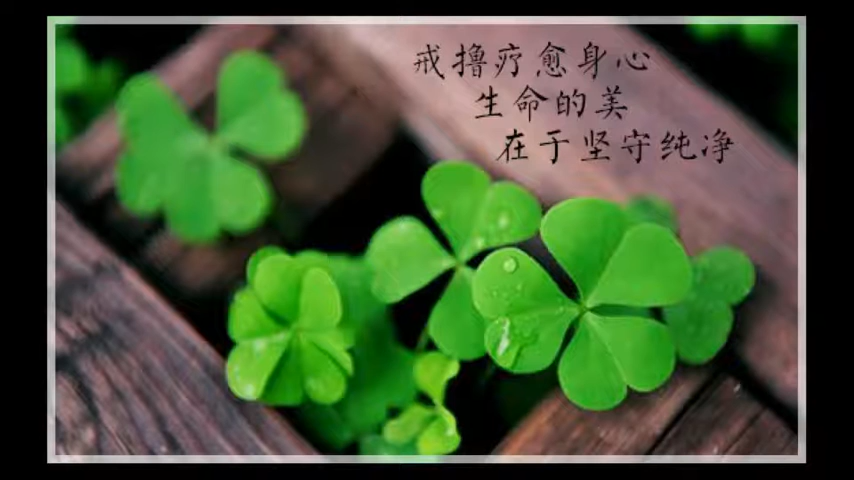 戒撸疗愈身心
生命的美
在于坚守纯净